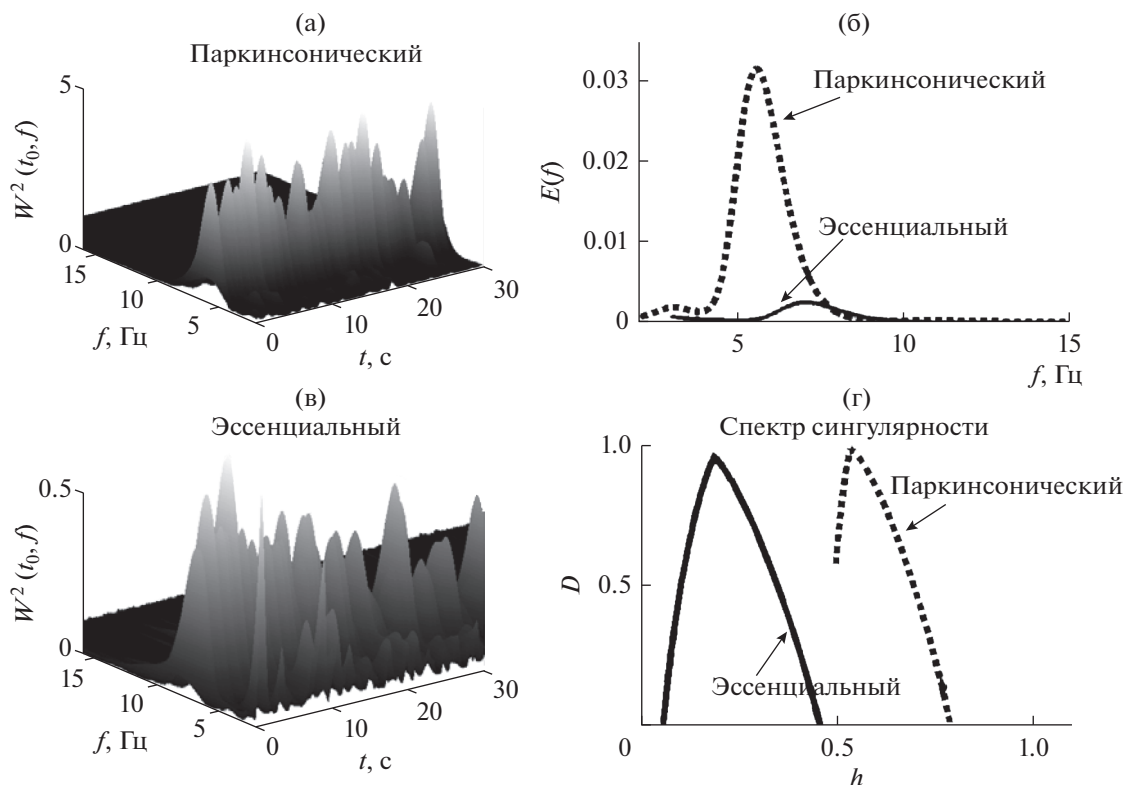 (а)
Паркинсонический
5
W² (t₀, f)
0
15
10
5
0
f, Гц
10
20
30
t, с
(б)
0.03
0.02
0.01
0
E(f)
Паркинсонический
Эссенциальный
5
10
15
f, Гц
(в)
Эссенциальный
0.5
W² (t₀, f)
0
15
10
5
0
f, Гц
10
20
30
t, с
(г)
Спектр сингулярности
1.0
Паркинсонический
0.5
D
Эссенциальный
0
0.5
1.0
h